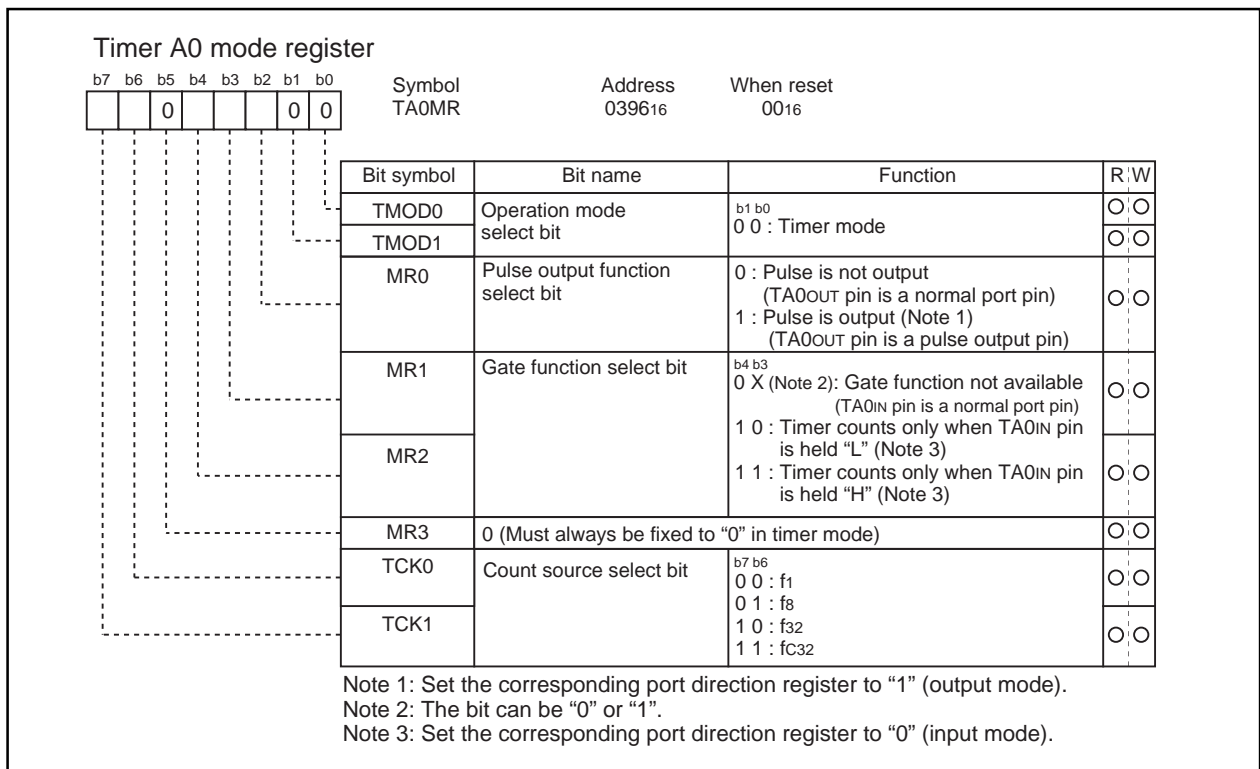 Timer A0 mode register
b7 b6 b5 b4 b3 b2 b1 b0
0 0 0
Symbol Address When reset
TA0MR 039616 0016
Bit symbol Bit name Function R W
TMOD0 Operation mode select bit
b1 b0
0 0 : Timer mode
TMOD1
MR0 Pulse output function select bit
0 : Pulse is not output
(TA0OUT pin is a normal port pin)
1 : Pulse is output (Note 1)
(TA0OUT pin is a pulse output pin)
MR1 Gate function select bit
b4 b3
0 X (Note 2): Gate function not available
(TA0IN pin is a normal port pin)
1 0 : Timer counts only when TA0IN pin
is held “L” (Note 3)
MR2
1 1 : Timer counts only when TA0IN pin
is held “H” (Note 3)
MR3 0 (Must always be fixed to “0” in timer mode)
TCK0 Count source select bit
b7 b6
0 0 : f1
0 1 : f8
TCK1
1 0 : f32
1 1 : fC32
Note 1: Set the corresponding port direction register to “1” (output mode).
Note 2: The bit can be “0” or “1”.
Note 3: Set the corresponding port direction register to “0” (input mode).